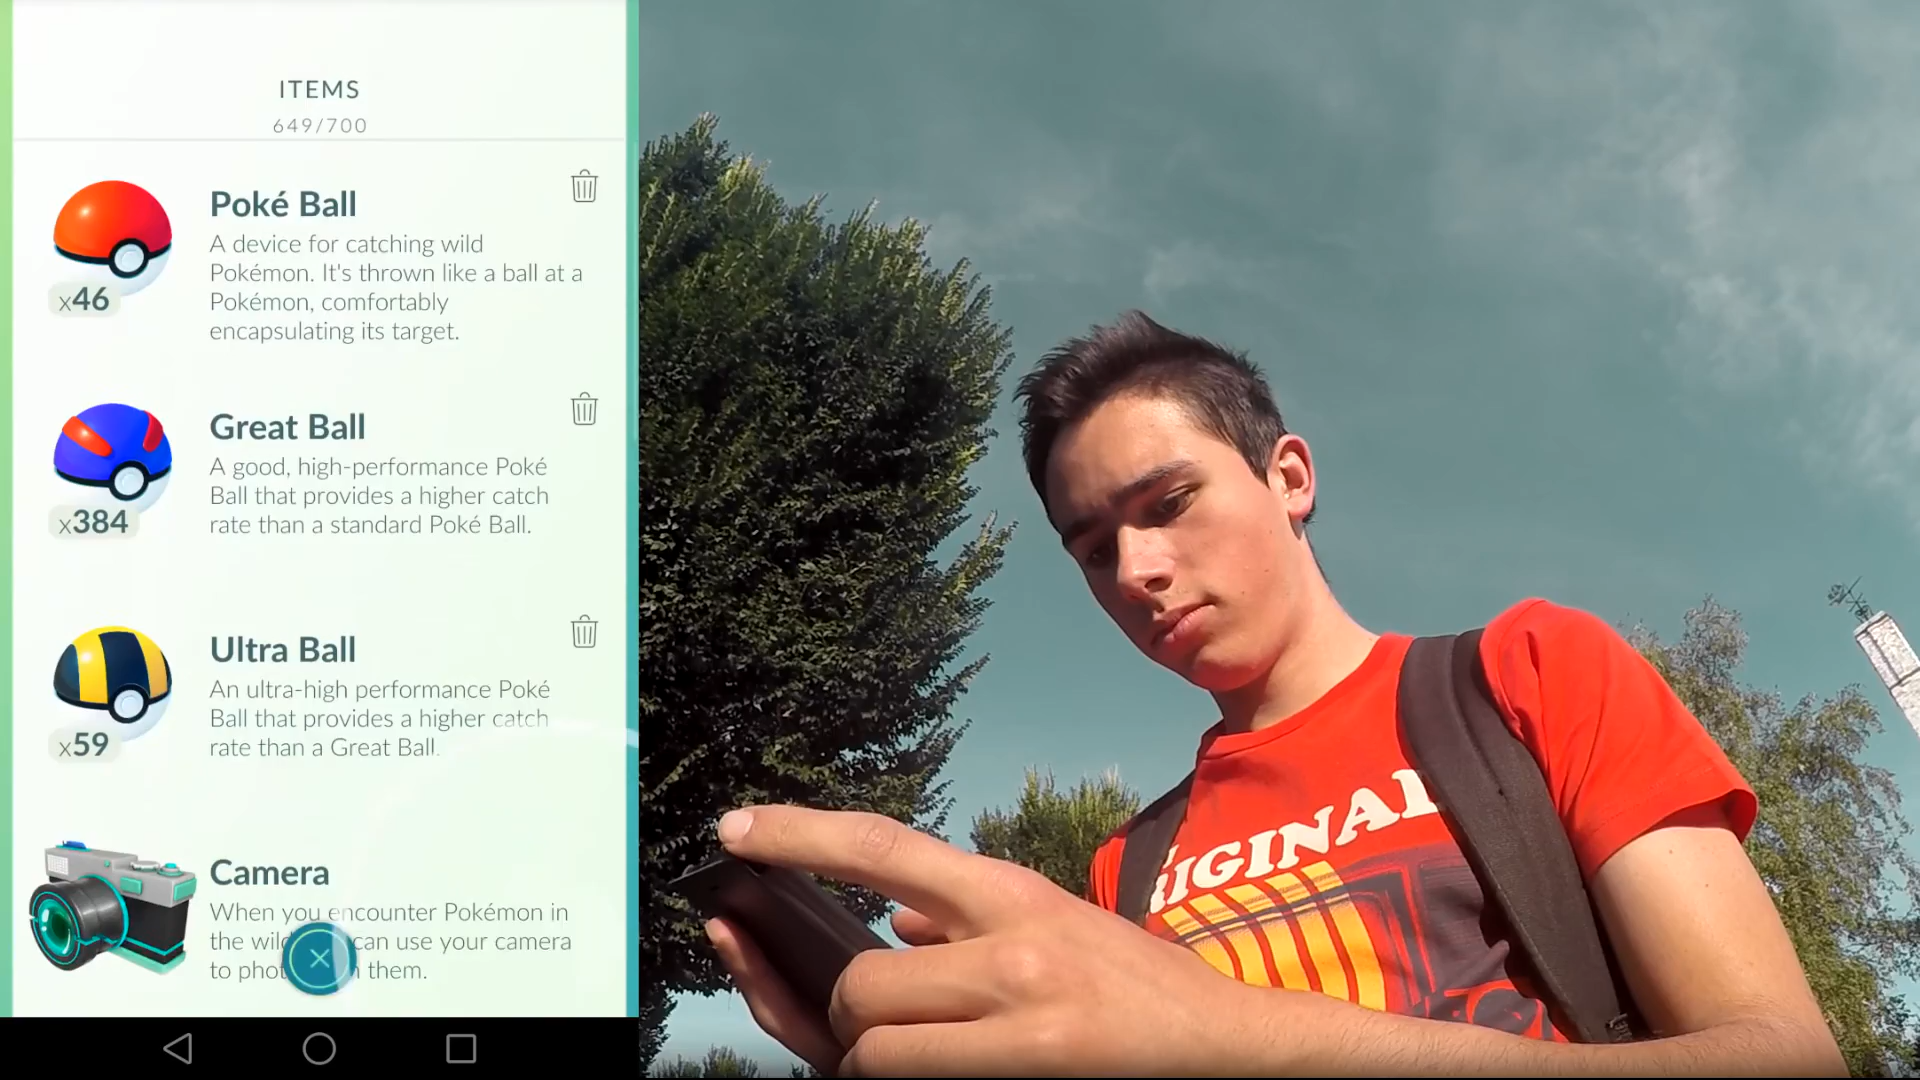 ITEMS
649/700
Poké Ball
A device for catching wild
Pokémon. It's thrown like a ball at a
Pokémon, comfortably
encapsulating its target.
x46
Great Ball
A good, high-performance Poké
Ball that provides a higher catch
rate than a standard Poké Ball.
x384
Ultra Ball
An ultra-high performance Poké
Ball that provides a higher catch
rate than a Great Ball.
x59
Camera
When you encounter Pokémon in
the wild can use your camera
to them.
RIGINAL